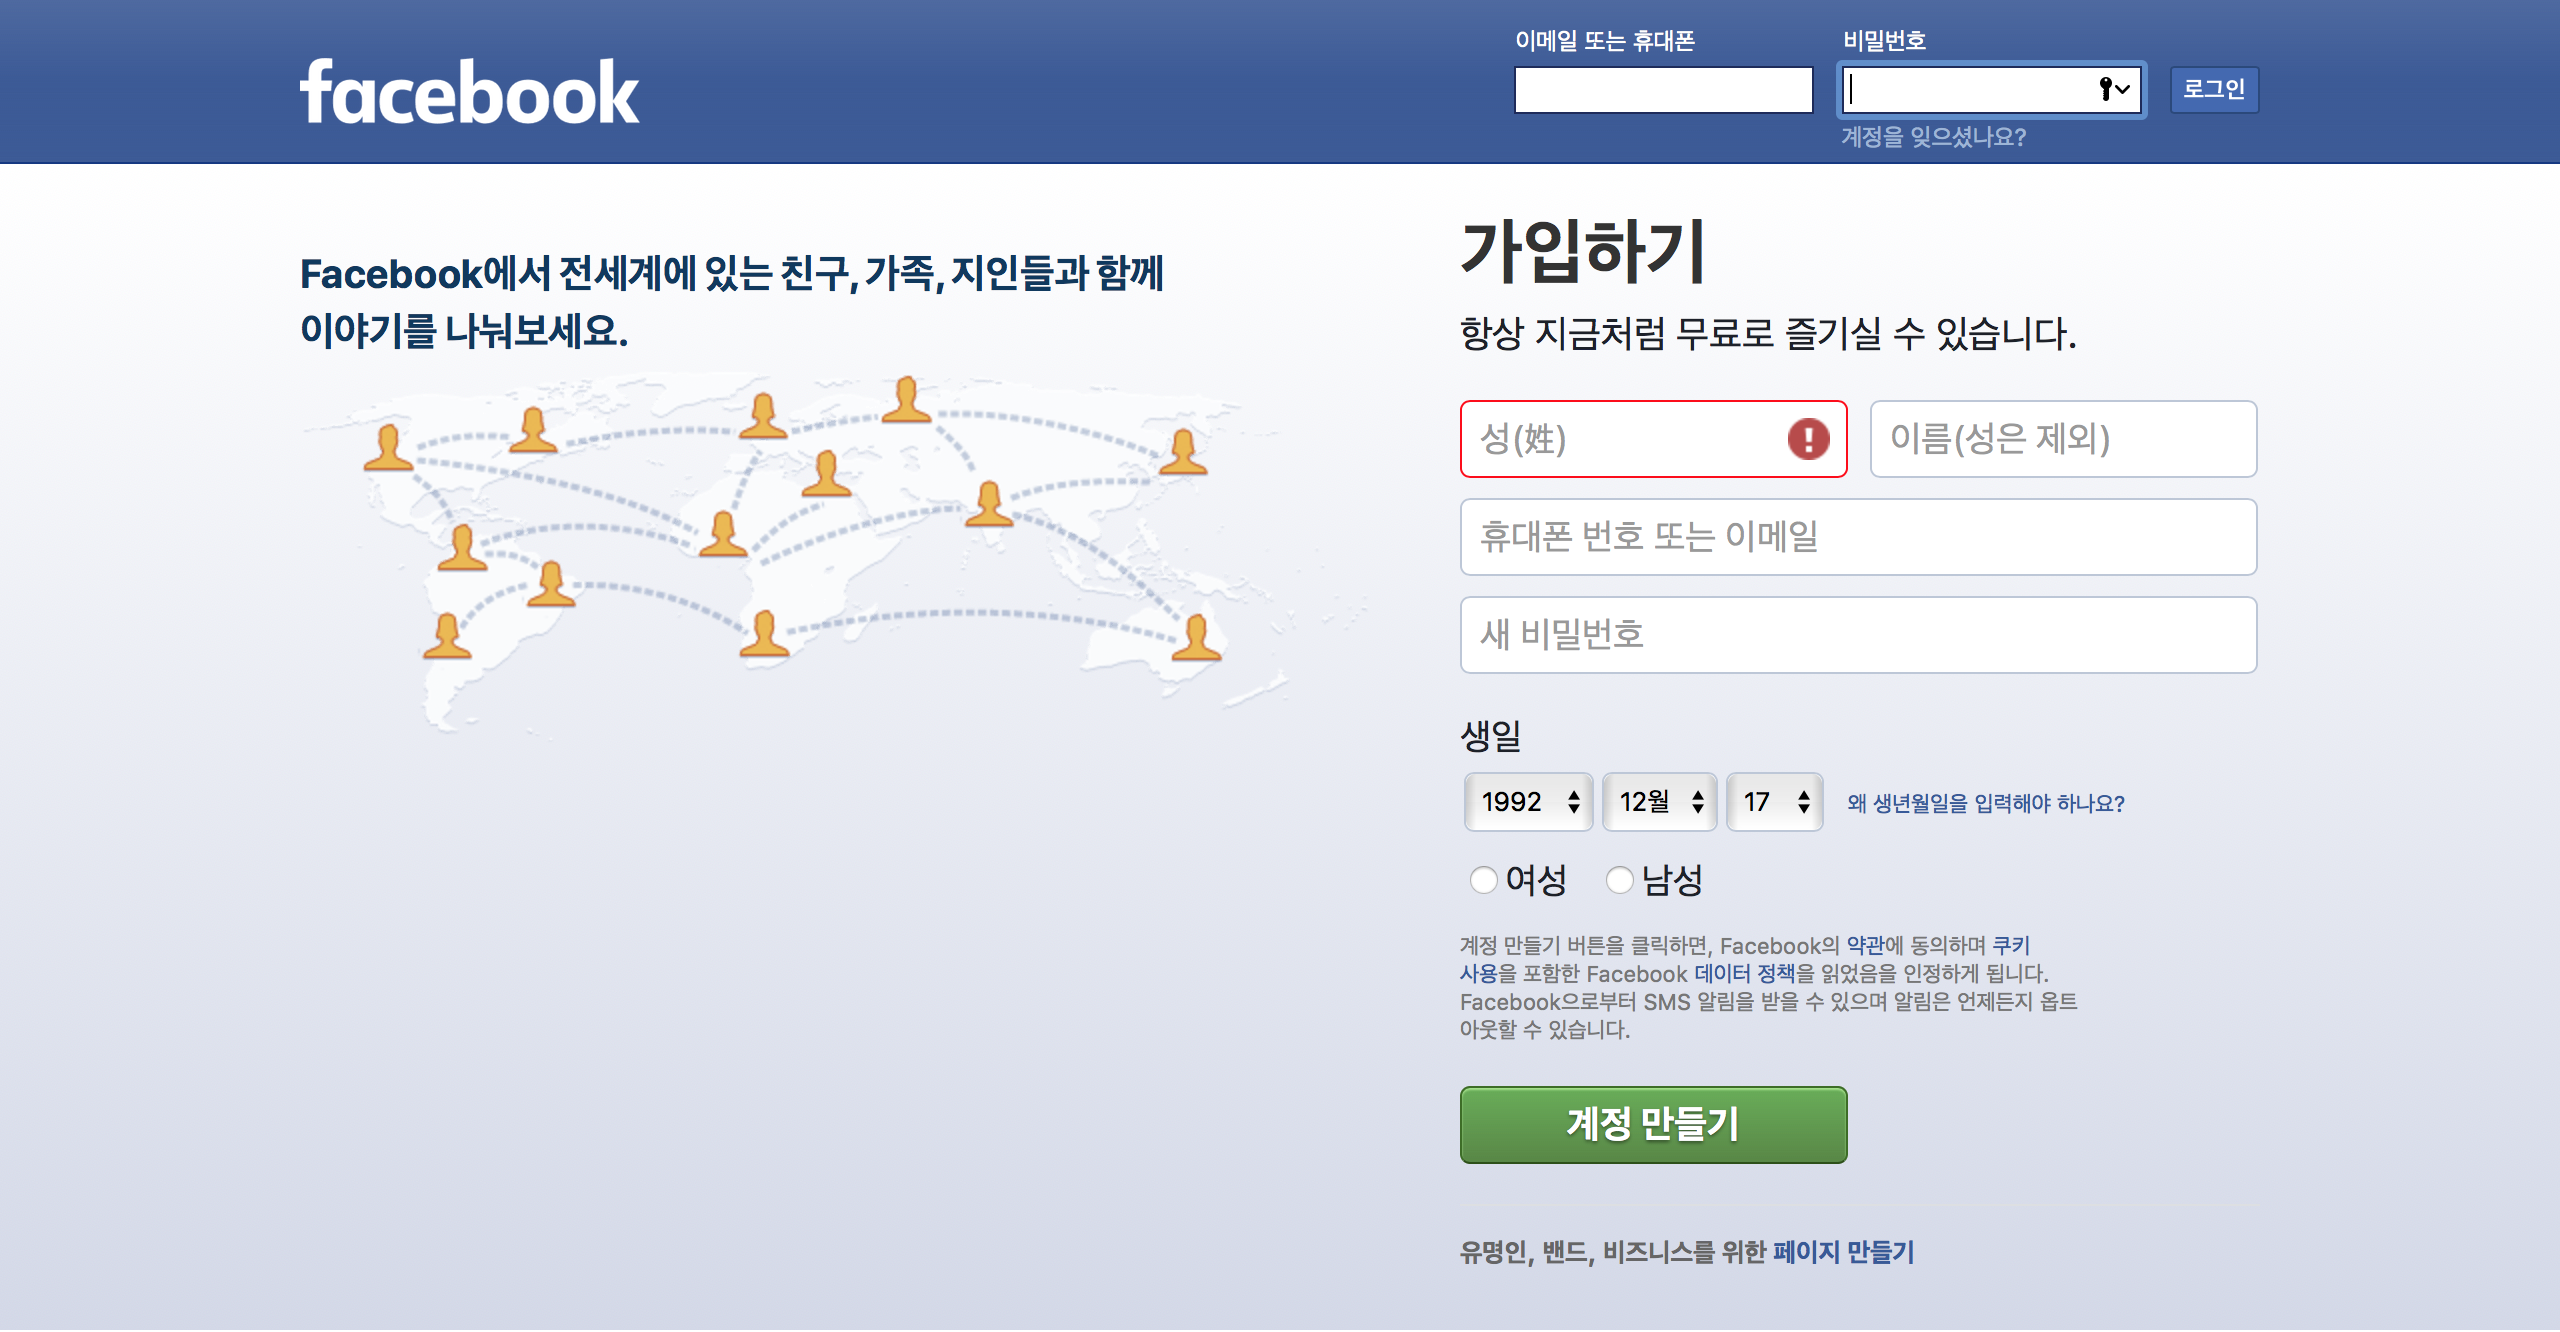 facebook
이메일 또는 휴대폰
비밀번호
로그인
계정을 잊으셨나요?
Facebook에서 전세계에 있는 친구, 가족, 지인들과 함께
이야기를 나눠보세요.
가입하기
항상 지금처럼 무료로 즐기실 수 있습니다.
성(姓)
이름(성은 제외)
휴대폰 번호 또는 이메일
새 비밀번호
생일
1992 12월 17 왜 생년월일을 입력해야 하나요?
여성 남성
계정 만들기 버튼을 클릭하면, Facebook의 약관에 동의하며 쿠키
사용을 포함한 Facebook 데이터 정책을 읽었음을 인정하게 됩니다.
Facebook으로부터 SMS 알림을 받을 수 있으며 알림은 언제든지 옵트
아웃할 수 있습니다.
계정 만들기
유명인, 밴드, 비즈니스를 위한 페이지 만들기